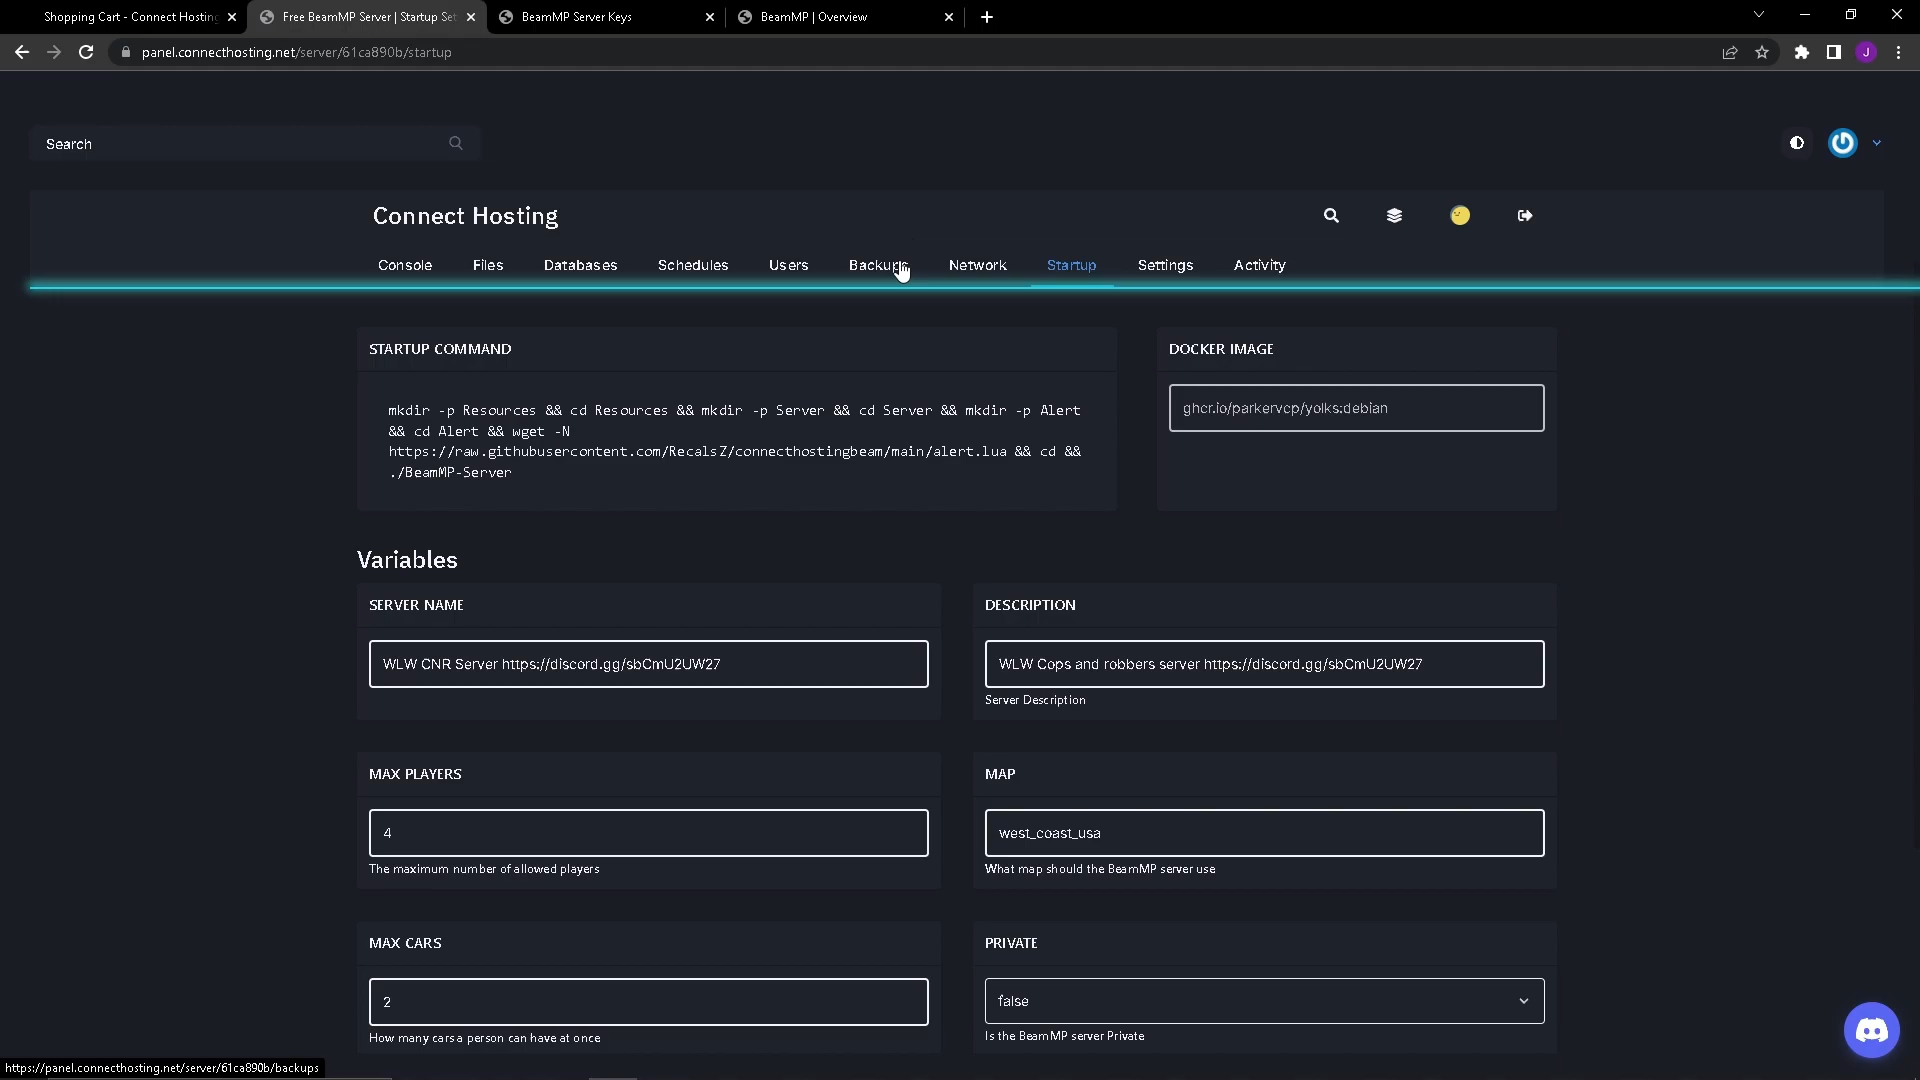 Shopping Cart - Connect Hosting
Free BeamMP Server | Startup Set
BeamMP Server Keys
BeamMP | Overview
panel.connecthosting.net/server/61ca890b/startup
J
Search
Connect Hosting
Console
Files
Databases
Schedules
Users
Backups
Network
Startup
Settings
Activity
STARTUP COMMAND
mkdir -p Resources && cd Resources && mkdir -p Server && cd Server && mkdir -p Alert
&& cd Alert && wget -N
https://raw.githubusercontent.com/RecalsZ/connecthostingbeam/main/alert.lua && cd &&
./BeamMP-Server
DOCKER IMAGE
ghcr.io/parkervcp/yolks:debian
Variables
SERVER NAME
WLW CNR Server https://discord.gg/sbCmU2UW27
DESCRIPTION
WLW Cops and robbers server https://discord.gg/sbCmU2UW27
Server Description
MAX PLAYERS
4
The maximum number of allowed players
MAP
west_coast_usa
What map should the BeamMP server use
MAX CARS
2
How many cars a person can have at once
PRIVATE
false
Is the BeamMP server Private
https://panel.connecthosting.net/server/61ca890b/backups